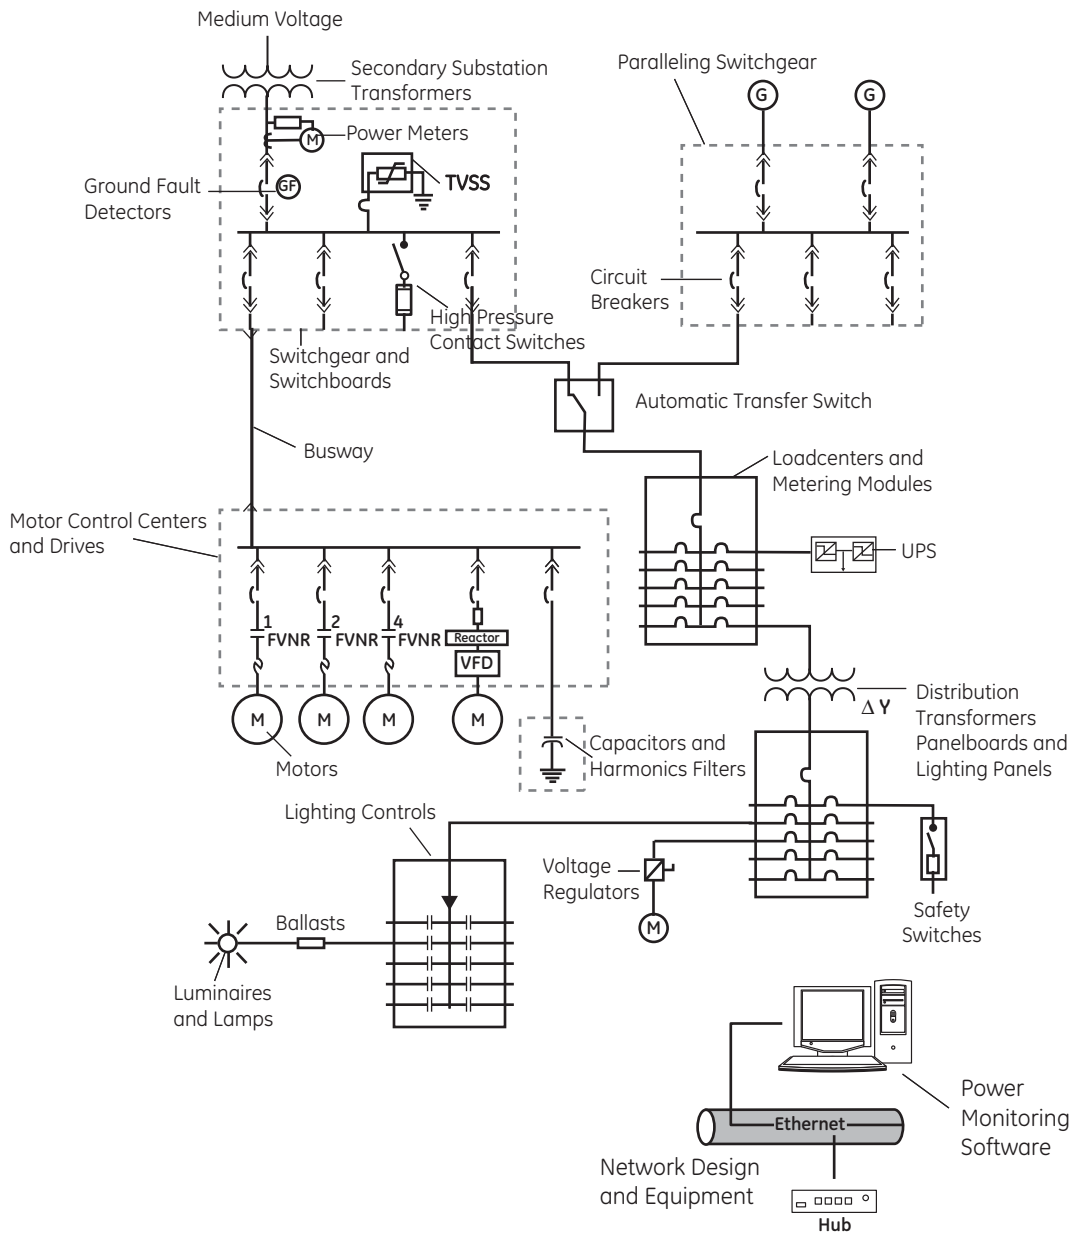 Medium Voltage
Secondary Substation
Transformers
Paralleling Switchgear
G
G
M
Power Meters
Ground Fault
Detectors
GF
TVSS
Circuit
Breakers
High Pressure
Contact Switches
Switchgear and
Switchboards
Automatic Transfer Switch
Busway
Loadcenters and
Metering Modules
Motor Control Centers
and Drives
UPS
1
FVNR
2
FVNR
4
FVNR
Reactor
VFD
M
M
M
M
Motors
Δ Y
Distribution
Transformers
Panelboards and
Lighting Panels
Capacitors and
Harmonics Filters
Lighting Controls
Voltage
Regulators
M
Safety
Switches
Ballasts
Luminaires
and Lamps
Power
Monitoring
Software
Ethernet
Network Design
and Equipment
Hub